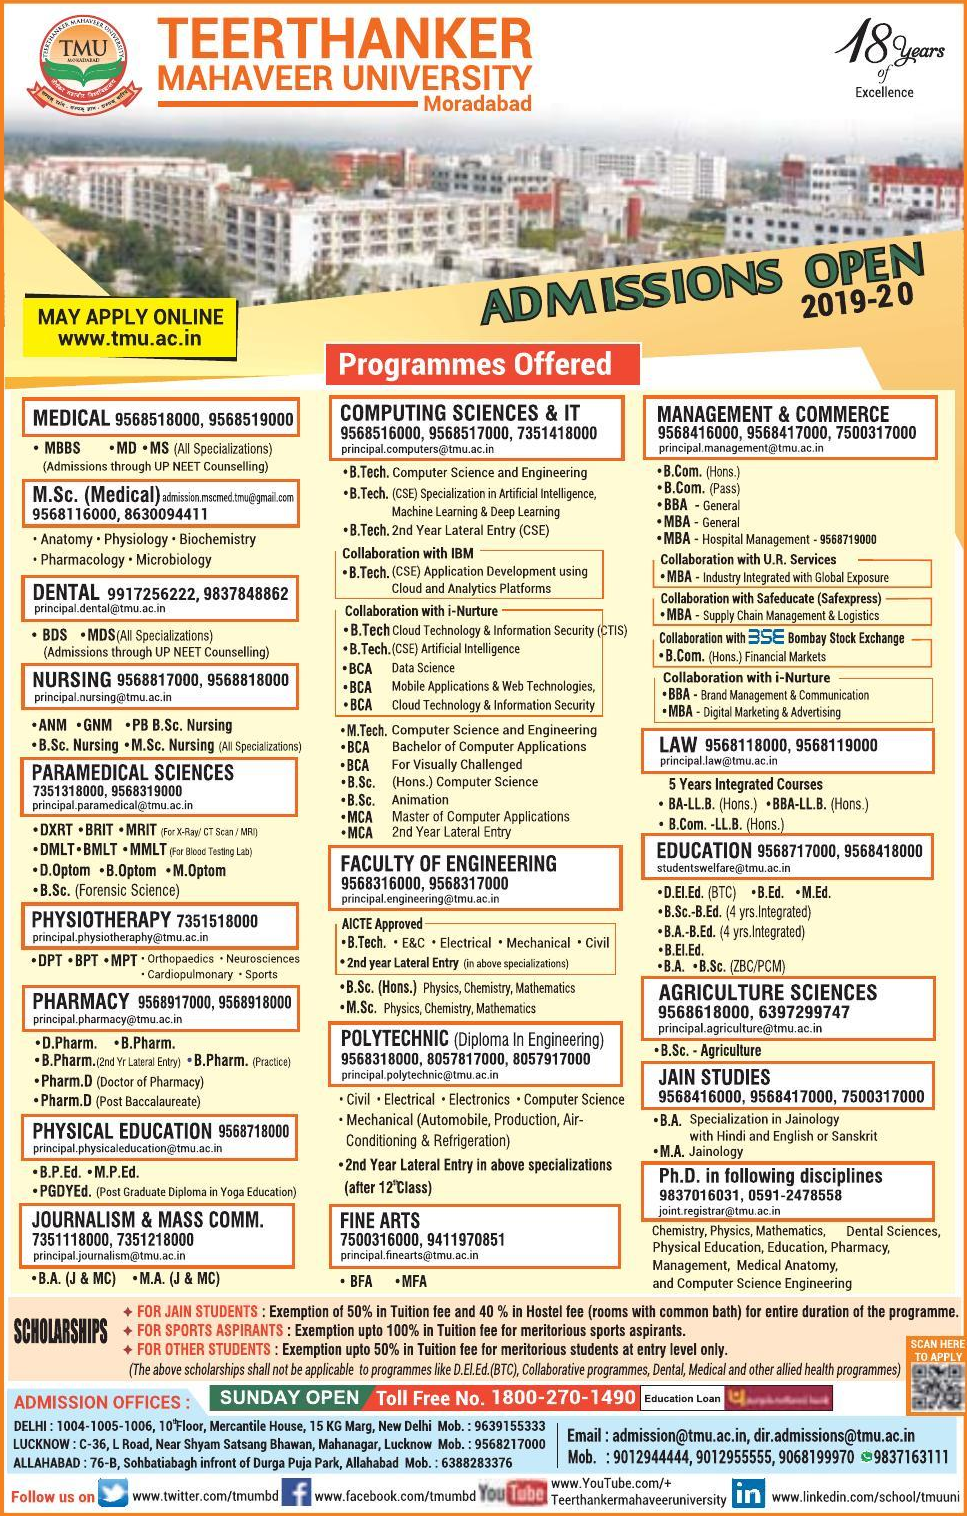 TEERTHANKER MAHAVEER UNIVERSITY
TMU
MORADABAD
TEERTHANKER
MAHAVEER UNIVERSITY
Moradabad
18 Years
of
Excellence
ADMISSIONS OPEN
2019-20
MAY APPLY ONLINE
www.tmu.ac.in
Programmes Offered
MEDICAL 9568518000, 9568519000
• MBBS • MD • MS (All Specializations)
(Admissions through UP NEET Counselling)
M.Sc. (Medical) admission.mscmed.tmu@gmail.com
9568116000, 8630094411
• Anatomy • Physiology • Biochemistry
• Pharmacology • Microbiology
DENTAL 9917256222, 9837848862
principal.dental@tmu.ac.in
• BDS • MDS(All Specializations)
(Admissions through UP NEET Counselling)
NURSING 9568817000, 9568818000
principal.nursing@tmu.ac.in
• ANM • GNM • PB B.Sc. Nursing
• B.Sc. Nursing • M.Sc. Nursing (All Specializations)
PARAMEDICAL SCIENCES
7351318000, 9568319000
principal.paramedical@tmu.ac.in
• DXRT • BRIT • MRIT (For X-Ray/ CT Scan / MRI)
• DMLT • BMLT • MMLT (For Blood Testing Lab)
• D.Optom • B.Optom • M.Optom
• B.Sc. (Forensic Science)
PHYSIOTHERAPY 7351518000
principal.physiotheraphy@tmu.ac.in
• DPT • BPT • MPT • Orthopaedics • Neurosciences
• Cardiopulmonary • Sports
PHARMACY 9568917000, 9568918000
principal.pharmacy@tmu.ac.in
• D.Pharm. • B.Pharm.
• B.Pharm.(2nd Yr Lateral Entry) • B.Pharm. (Practice)
• Pharm.D (Doctor of Pharmacy)
• Pharm.D (Post Baccalaureate)
PHYSICAL EDUCATION 9568718000
principal.physicaleducation@tmu.ac.in
• B.P.Ed. • M.P.Ed.
• PGDYEd. (Post Graduate Diploma in Yoga Education)
JOURNALISM & MASS COMM.
7351118000, 7351218000
principal.journalism@tmu.ac.in
• B.A. (J & MC) • M.A. (J & MC)
COMPUTING SCIENCES & IT
9568516000, 9568517000, 7351418000
principal.computers@tmu.ac.in
• B.Tech. Computer Science and Engineering
• B.Tech. (CSE) Specialization in Artificial Intelligence,
Machine Learning & Deep Learning
• B.Tech. 2nd Year Lateral Entry (CSE)
Collaboration with IBM
• B.Tech. (CSE) Application Development using
Cloud and Analytics Platforms
Collaboration with i-Nurture
• B.Tech Cloud Technology & Information Security (CTIS)
• B.Tech. (CSE) Artificial Intelligence
• BCA Data Science
• BCA Mobile Applications & Web Technologies,
• BCA Cloud Technology & Information Security
• M.Tech. Computer Science and Engineering
• BCA Bachelor of Computer Applications
• BCA For Visually Challenged
• B.Sc. (Hons.) Computer Science
• B.Sc. Animation
• MCA Master of Computer Applications
• MCA 2nd Year Lateral Entry
FACULTY OF ENGINEERING
9568316000, 9568317000
principal.engineering@tmu.ac.in
AICTE Approved
• B.Tech. • E&C • Electrical • Mechanical • Civil
• 2nd year Lateral Entry (in above specializations)
• B.Sc. (Hons.) Physics, Chemistry, Mathematics
• M.Sc. Physics, Chemistry, Mathematics
POLYTECHNIC (Diploma In Engineering)
9568318000, 8057817000, 8057917000
principal.polytechnic@tmu.ac.in
• Civil • Electrical • Electronics • Computer Science
• Mechanical (Automobile, Production, Air-
Conditioning & Refrigeration)
• 2nd Year Lateral Entry in above specializations
(after 12th Class)
FINE ARTS
7500316000, 9411970851
principal.finearts@tmu.ac.in
• BFA • MFA
MANAGEMENT & COMMERCE
9568416000, 9568417000, 7500317000
principal.management@tmu.ac.in
• B.Com. (Hons.)
• B.Com. (Pass)
• BBA - General
• MBA - General
• MBA - Hospital Management - 9568719000
Collaboration with U.R. Services
• MBA - Industry Integrated with Global Exposure
Collaboration with Safeducate (Safexpress)
• MBA - Supply Chain Management & Logistics
Collaboration with BSE Bombay Stock Exchange
• B.Com. (Hons.) Financial Markets
Collaboration with i-Nurture
• BBA - Brand Management & Communication
• MBA - Digital Marketing & Advertising
LAW 9568118000, 9568119000
principal.law@tmu.ac.in
5 Years Integrated Courses
• BA-LL.B. (Hons.) • BBA-LL.B. (Hons.)
• B.Com. -LL.B. (Hons.)
EDUCATION 9568717000, 9568418000
studentswelfare@tmu.ac.in
• D.El.Ed. (BTC) • B.Ed. • M.Ed.
• B.Sc.-B.Ed. (4 yrs.Integrated)
• B.A.-B.Ed. (4 yrs.Integrated)
• B.El.Ed.
• B.A. • B.Sc. (ZBC/PCM)
AGRICULTURE SCIENCES
9568618000, 6397299747
principal.agriculture@tmu.ac.in
• B.Sc. - Agriculture
JAIN STUDIES
9568416000, 9568417000, 7500317000
• B.A. Specialization in Jainology
with Hindi and English or Sanskrit
• M.A. Jainology
Ph.D. in following disciplines
9837016031, 0591-2478558
joint.registrar@tmu.ac.in
Chemistry, Physics, Mathematics, Dental Sciences,
Physical Education, Education, Pharmacy,
Management, Medical Anatomy,
and Computer Science Engineering
SCHOLARSHIPS
FOR JAIN STUDENTS : Exemption of 50% in Tuition fee and 40 % in Hostel fee (rooms with common bath) for entire duration of the programme.
FOR SPORTS ASPIRANTS : Exemption upto 100% in Tuition fee for meritorious sports aspirants.
FOR OTHER STUDENTS : Exemption upto 50% in Tuition fee for meritorious students at entry level only.
(The above scholarships shall not be applicable to programmes like D.El.Ed.(BTC), Collaborative programmes, Dental, Medical and other allied health programmes)
SCAN HERE
TO APPLY
ADMISSION OFFICES : SUNDAY OPEN Toll Free No. 1800-270-1490 Education Loan
DELHI : 1004-1005-1006, 10th Floor, Mercantile House, 15 KG Marg, New Delhi Mob. : 9639155333
LUCKNOW : C-36, L Road, Near Shyam Satsang Bhawan, Mahanagar, Lucknow Mob. : 9568217000
ALLAHABAD : 76-B, Sohbatiabagh infront of Durga Puja Park, Allahabad Mob. : 6388283376
Email : admission@tmu.ac.in, dir.admissions@tmu.ac.in
Mob. : 9012944444, 9012955555, 9068199970 9837163111
Follow us on www.twitter.com/tmumbd
f www.facebook.com/tmumbd
YouTube www.YouTube.com/+
Teerthankermahaveeruniversity
in www.linkedin.com/school/tmuuni